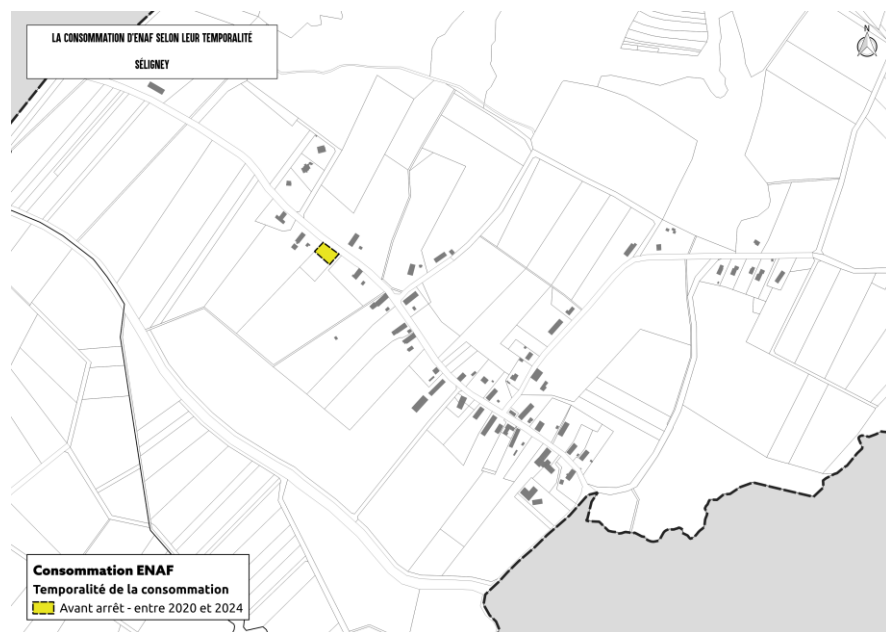 LA CONSOMMATION D'ENAF SELON LEUR TEMPORALITÉ
SÉLIGNEY
N
Consommation ENAF
Temporalité de la consommation
Avant arrêt - entre 2020 et 2024